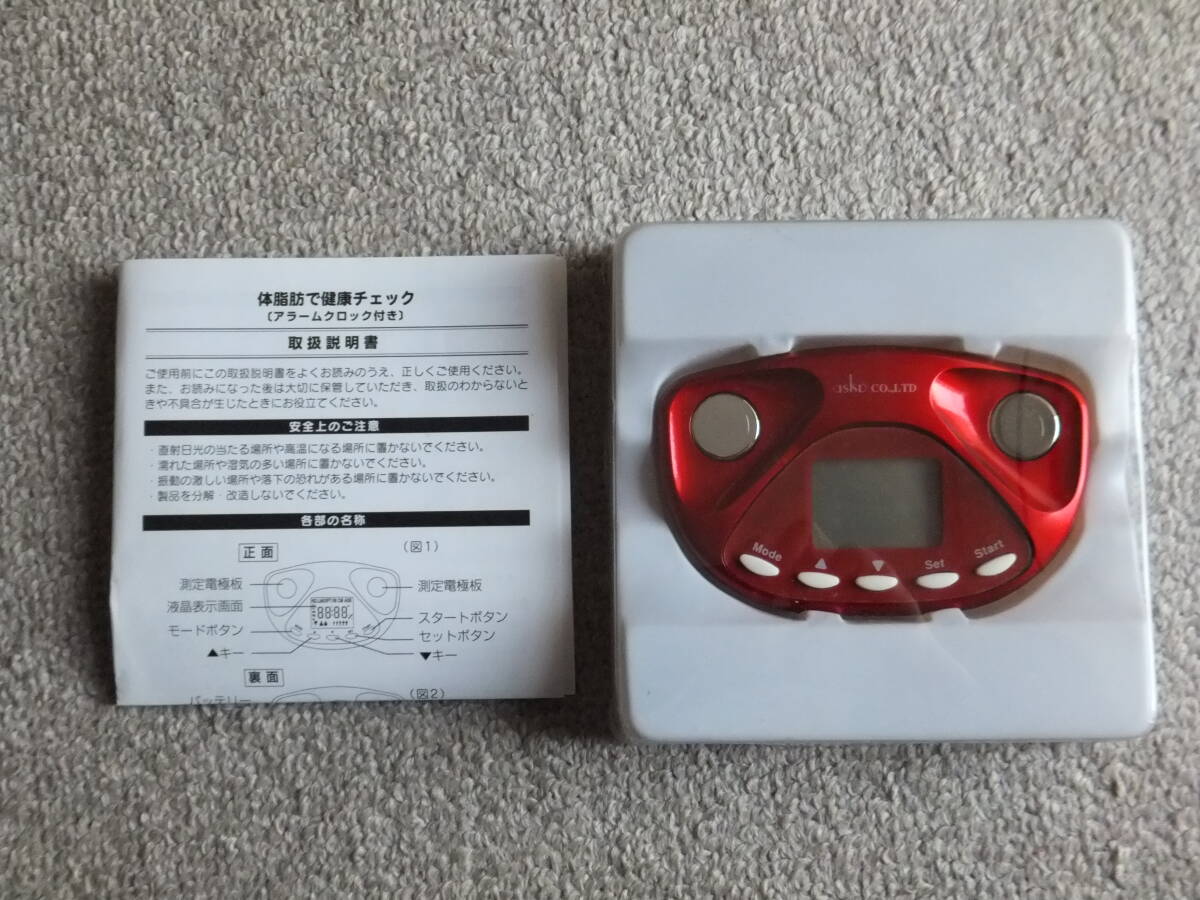 体脂肪で健康チェック
〔アラームクロック付き〕
取扱説明書
ご使用前にこの取扱説明書をよくお読みのうえ、正しくご使用ください。
また、お読みになった後は大切に保管していただき、取扱のわからないと
きや不具合が生じたときにお役立てください。
安全上のご注意
・直射日光の当たる場所や高温になる場所に置かないでください。
・濡れた場所や湿気の多い場所に置かないでください。
・振動の激しい場所や落下の恐れがある場所に置かないでください。
・製品を分解・改造しないでください。
各部の名称
正面
（図1）
測定電極板
測定電極板
液晶表示画面
88:88
スタートボタン
モードボタン
セットボタン
▲キー
▼キー
裏面
（図2）
バッテリー
CO.,LTD
Mode
▲
▼
Set
Start